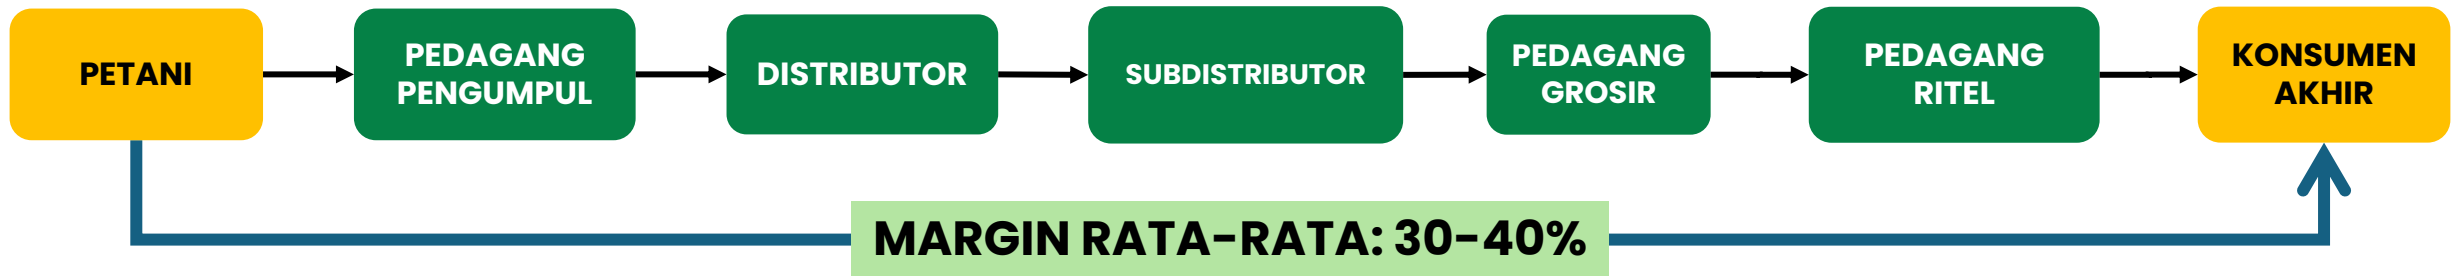 PETANI
PEDAGANG
PENGUMPUL
DISTRIBUTOR
SUBDISTRIBUTOR
PEDAGANG
GROSIR
PEDAGANG
RITEL
KONSUMEN
AKHIR
MARGIN RATA-RATA: 30-40%